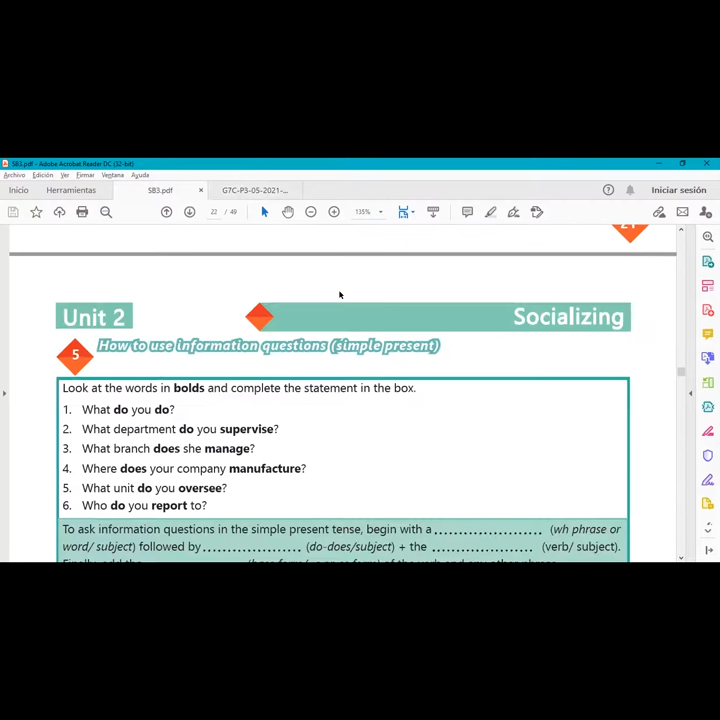 SB3.pdf - Adobe Acrobat Reader DC (32-bit)
Archivo Edición Ver Firmar Ventana Ayuda
Inicio Herramientas SB3.pdf × G7C-P3-05-2021-... Iniciar sesión
22 / 49 135%
21
Unit 2 Socializing
5 How to use information questions (simple present)
Look at the words in bolds and complete the statement in the box.
1. What do you do?
2. What department do you supervise?
3. What branch does she manage?
4. Where does your company manufacture?
5. What unit do you oversee?
6. Who do you report to?
To ask information questions in the simple present tense, begin with a ...................... (wh phrase or
word/ subject) followed by .................... (do-does/subject) + the .................... (verb/ subject).
Finally, add the